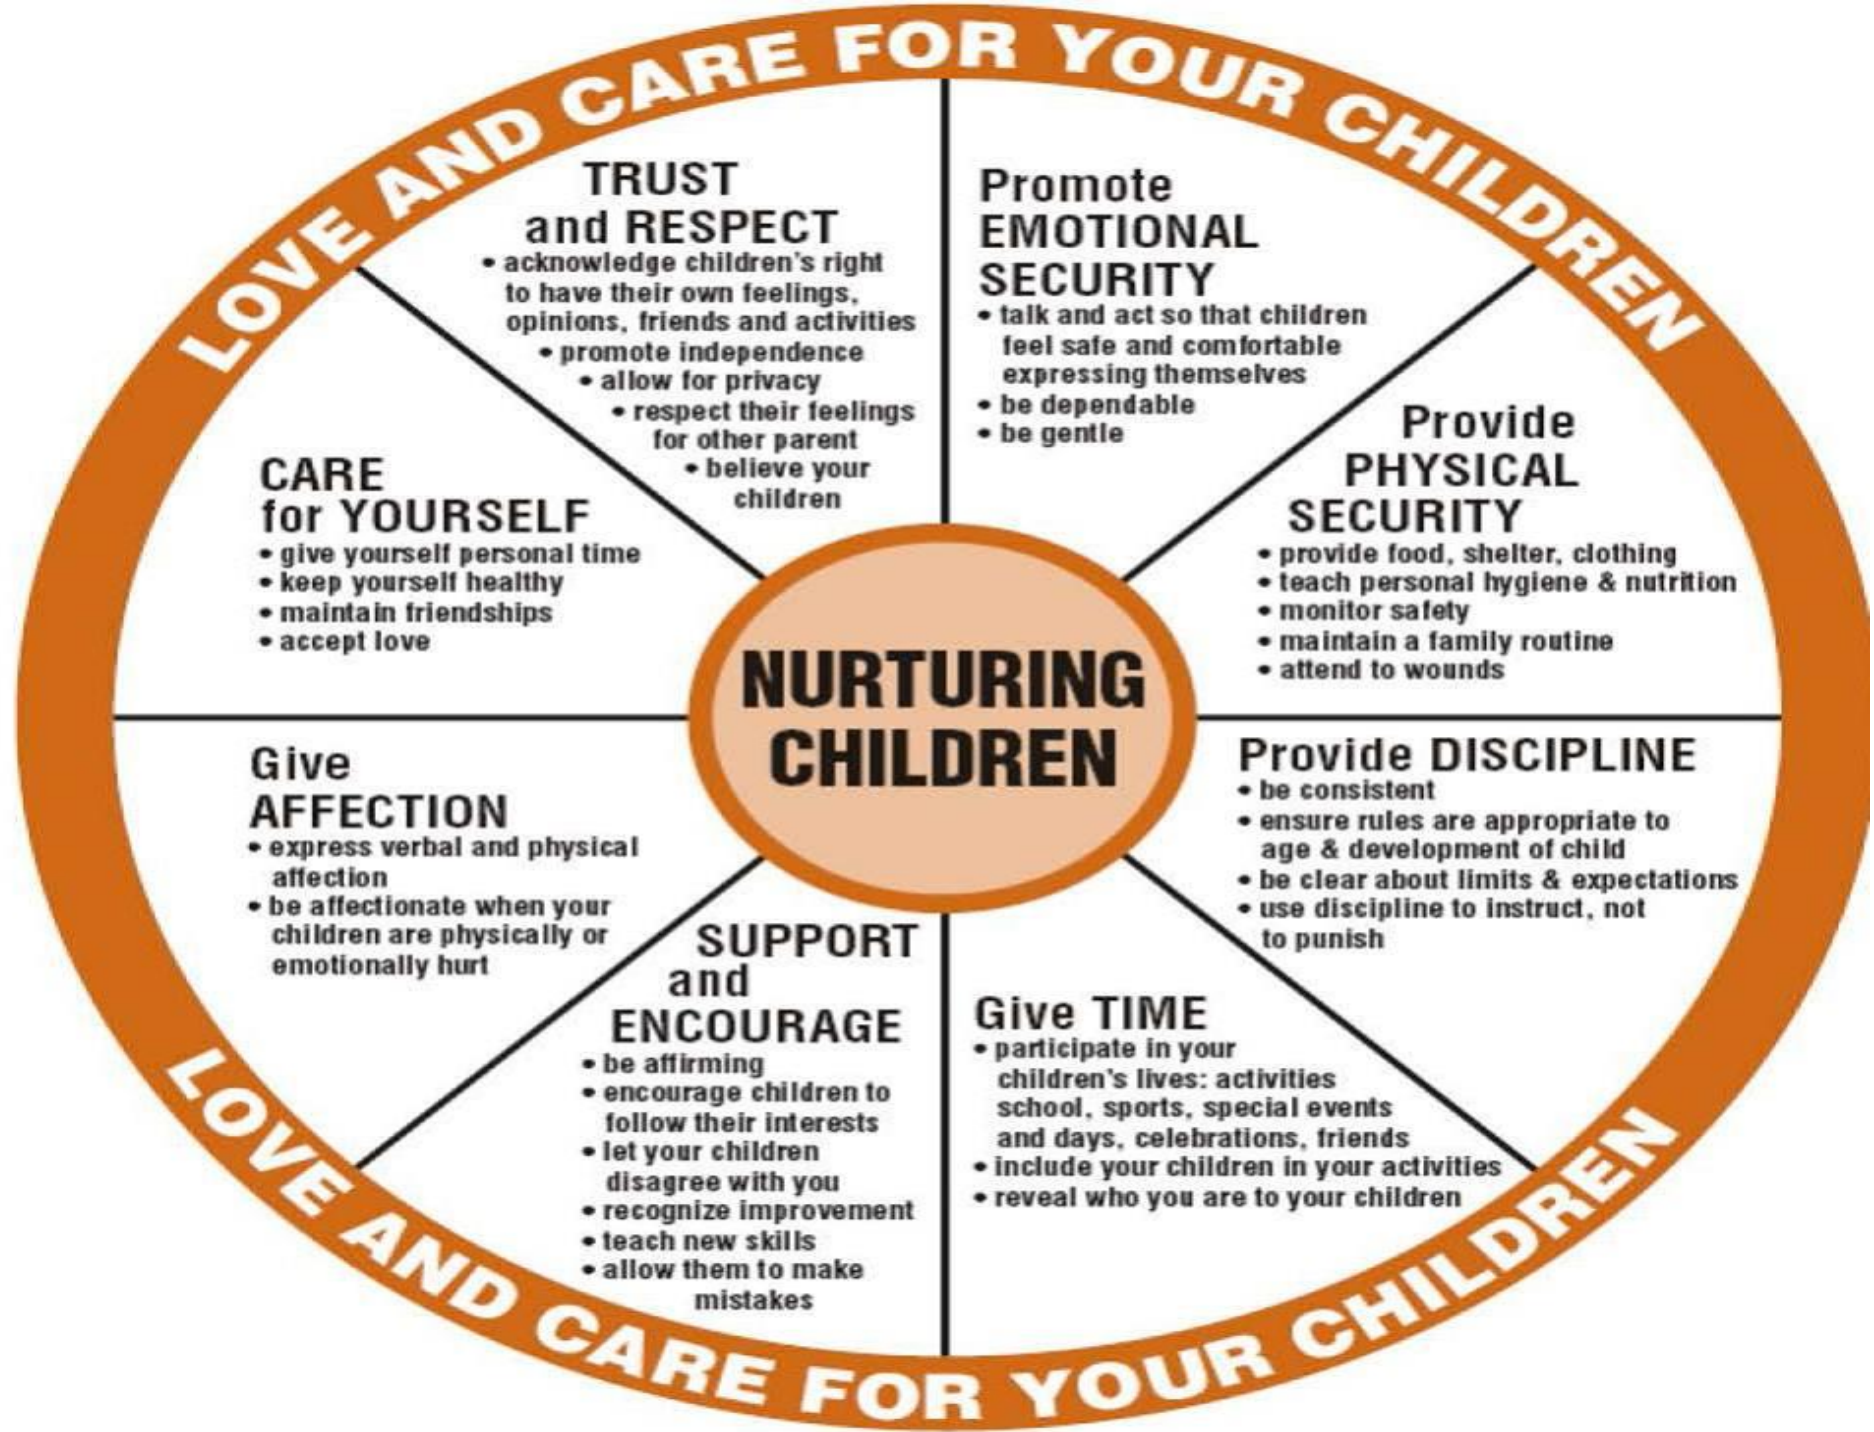 LOVE AND CARE FOR YOUR CHILDREN
TRUST
and RESPECT
• acknowledge children's right
to have their own feelings,
opinions, friends and activities
• promote independence
• allow for privacy
• respect their feelings
for other parent
• believe your
children
Promote
EMOTIONAL
SECURITY
• talk and act so that children
feel safe and comfortable
expressing themselves
• be dependable
• be gentle
Provide
PHYSICAL
SECURITY
• provide food, shelter, clothing
• teach personal hygiene & nutrition
• monitor safety
• maintain a family routine
• attend to wounds
Provide DISCIPLINE
• be consistent
• ensure rules are appropriate to
age & development of child
• be clear about limits & expectations
• use discipline to instruct, not
to punish
Give TIME
• participate in your
children's lives: activities
school, sports, special events
and days, celebrations, friends
• include your children in your activities
• reveal who you are to your children
SUPPORT
and
ENCOURAGE
• be affirming
• encourage children to
follow their interests
• let your children
disagree with you
• recognize improvement
• teach new skills
• allow them to make
mistakes
Give
AFFECTION
• express verbal and physical
affection
• be affectionate when your
children are physically or
emotionally hurt
CARE
for YOURSELF
• give yourself personal time
• keep yourself healthy
• maintain friendships
• accept love
NURTURING
CHILDREN
LOVE AND CARE FOR YOUR CHILDREN